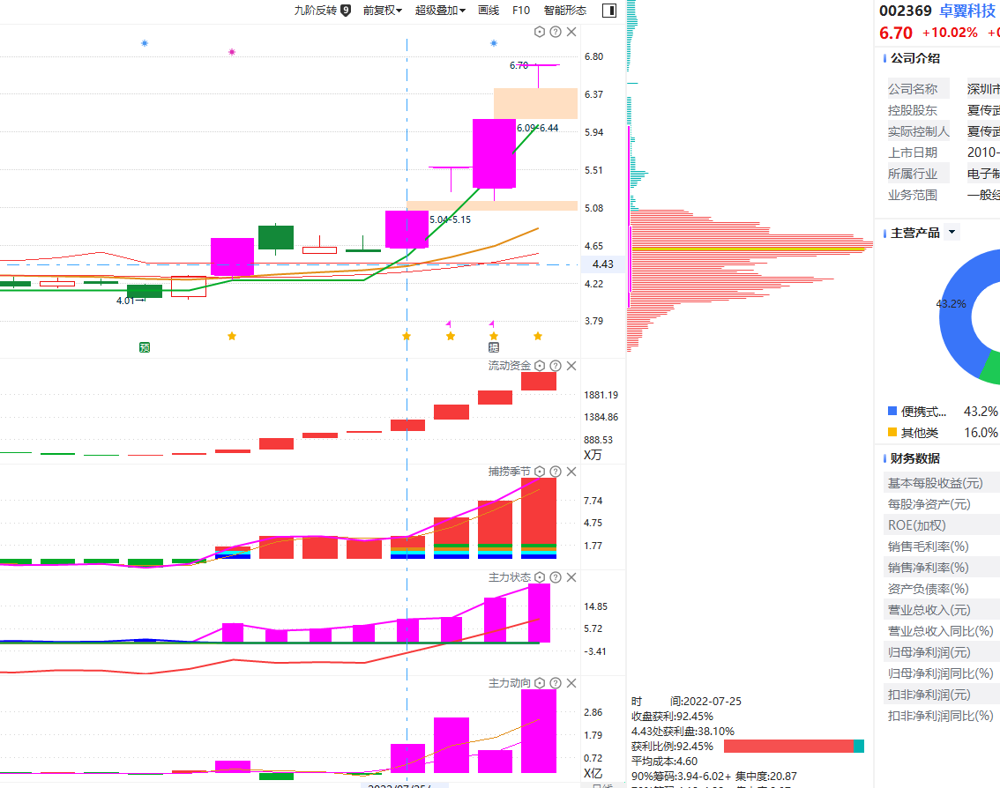 九阶反转 9 前复权 超级叠加 画线 F10 智能形态
002369 卓翼科技
6.70 +10.02%
公司介绍
公司名称 深圳市
控股股东 夏传武
实际控制人 夏传武
上市日期 2010-
所属行业 电子制
业务范围 一般经
主营产品
43.2%
便携式... 43.2%
其他类 16.0%
财务数据
基本每股收益(元)
每股净资产(元)
ROE(加权)
销售毛利率(%)
销售净利率(%)
资产负债率(%)
营业总收入(元)
营业总收入同比(%)
归母净利润(元)
归母净利润同比(%)
扣非净利润(元)
扣非净利润同比(%)
6.80
6.37
5.94
5.51
5.08
4.65
4.43
4.22
3.79
6.70
6.09-6.44
5.04-5.15
4.01→
预
提
流动资金
1881.19
1384.86
888.53
X万
捕捞季节
7.74
4.75
1.77
主力状态
14.85
5.72
-3.41
主力动向
2.86
1.79
0.72
X亿
时 间:2022-07-25
收盘获利:92.45%
4.43处获利盘:38.10%
获利比例:92.45%
平均成本:4.60
90%筹码:3.94-6.02+ 集中度:20.87